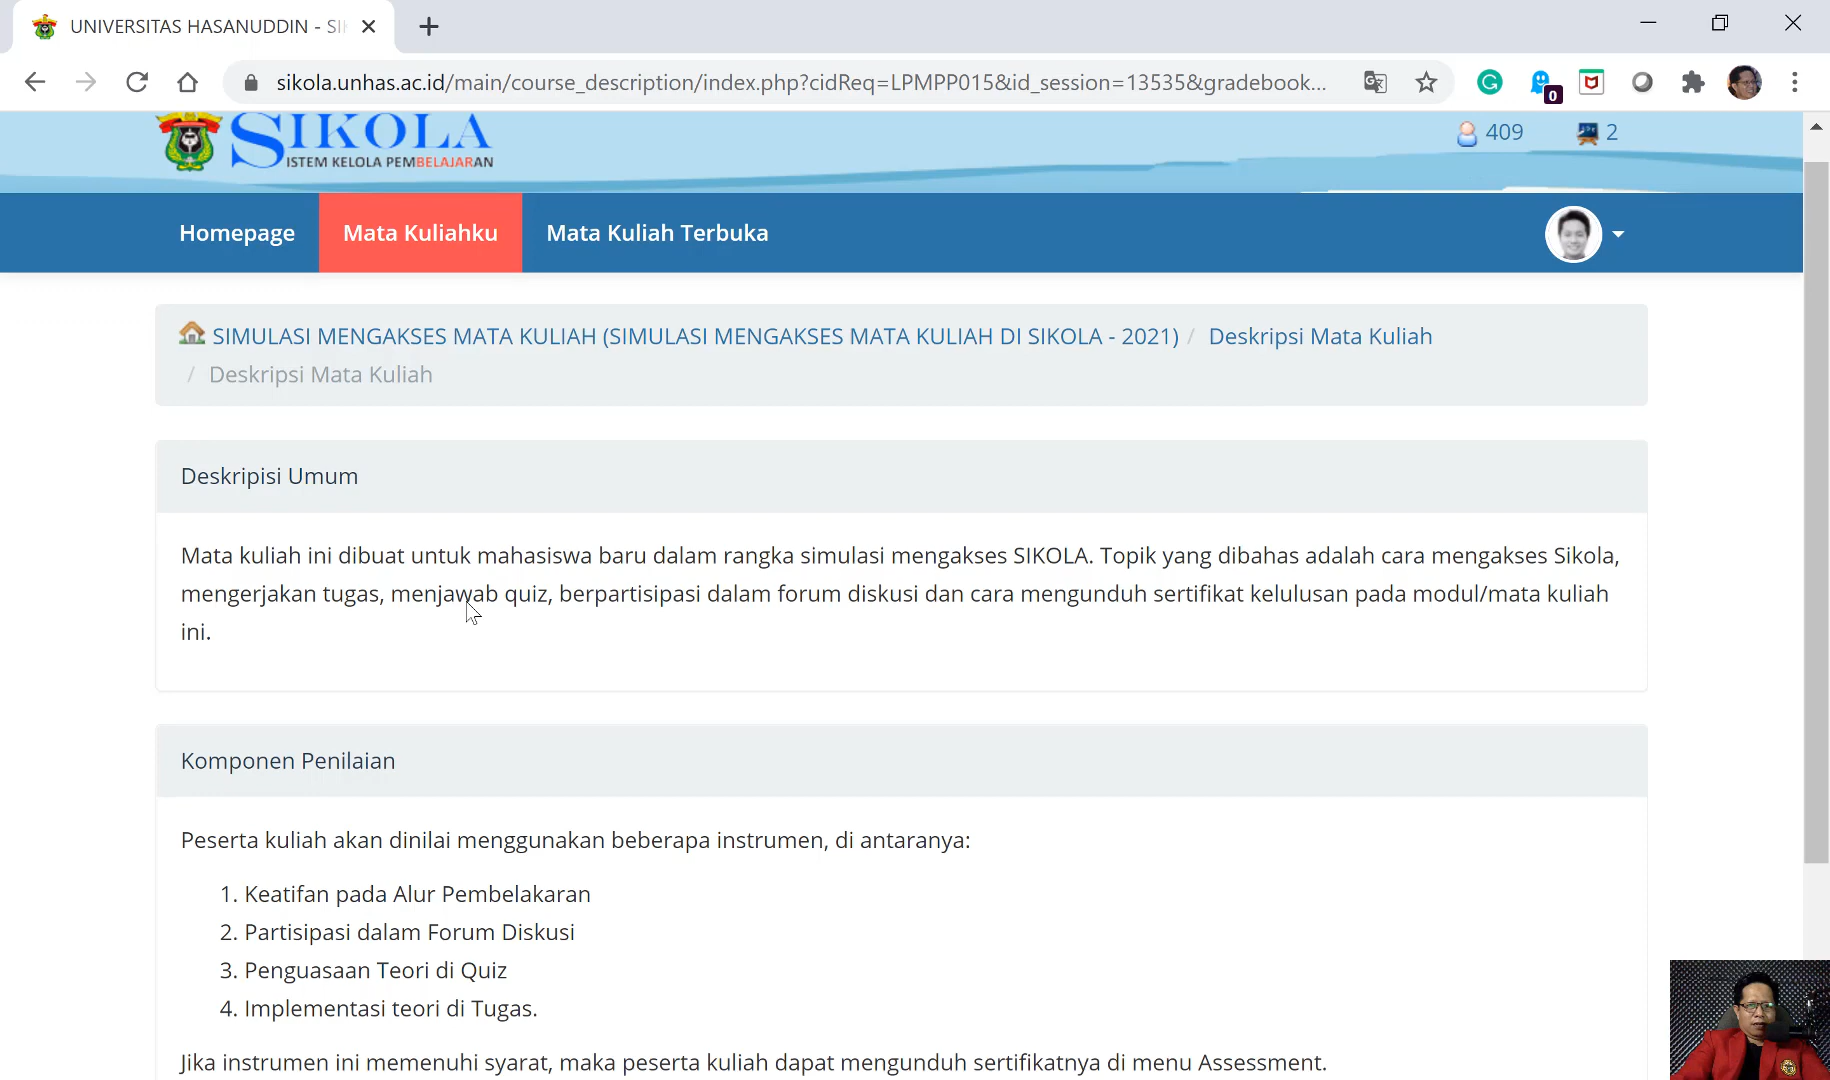 UNIVERSITAS HASANUDDIN - SI
sikola.unhas.ac.id/main/course_description/index.php?cidReq=LPMPP015&id_session=13535&gradebook...
0
SIKOLA
ISTEM KELOLA PEMBELAJARAN
409 2
Homepage Mata Kuliahku Mata Kuliah Terbuka
SIMULASI MENGAKSES MATA KULIAH (SIMULASI MENGAKSES MATA KULIAH DI SIKOLA - 2021) / Deskripsi Mata Kuliah
/ Deskripsi Mata Kuliah
Deskripisi Umum
Mata kuliah ini dibuat untuk mahasiswa baru dalam rangka simulasi mengakses SIKOLA. Topik yang dibahas adalah cara mengakses Sikola,
mengerjakan tugas, menjawab quiz, berpartisipasi dalam forum diskusi dan cara mengunduh sertifikat kelulusan pada modul/mata kuliah
ini.
Komponen Penilaian
Peserta kuliah akan dinilai menggunakan beberapa instrumen, di antaranya:
1. Keatifan pada Alur Pembelakaran
2. Partisipasi dalam Forum Diskusi
3. Penguasaan Teori di Quiz
4. Implementasi teori di Tugas.
Jika instrumen ini memenuhi syarat, maka peserta kuliah dapat mengunduh sertifikatnya di menu Assessment.